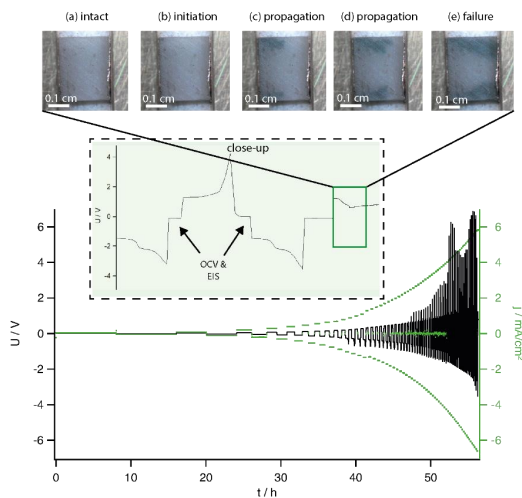 (a) intact (b) initiation (c) propagation (d) propagation (e) failure
0.1 cm 0.1 cm 0.1 cm 0.1 cm 0.1 cm
close-up
4
2
0
-2
-4
U / V
OCV &
EIS
6
4
2
0
-2
-4
-6
U / V
6
4
2
0
-2
-4
-6
J / mA/cm²
0 10 20 30 40 50
t / h